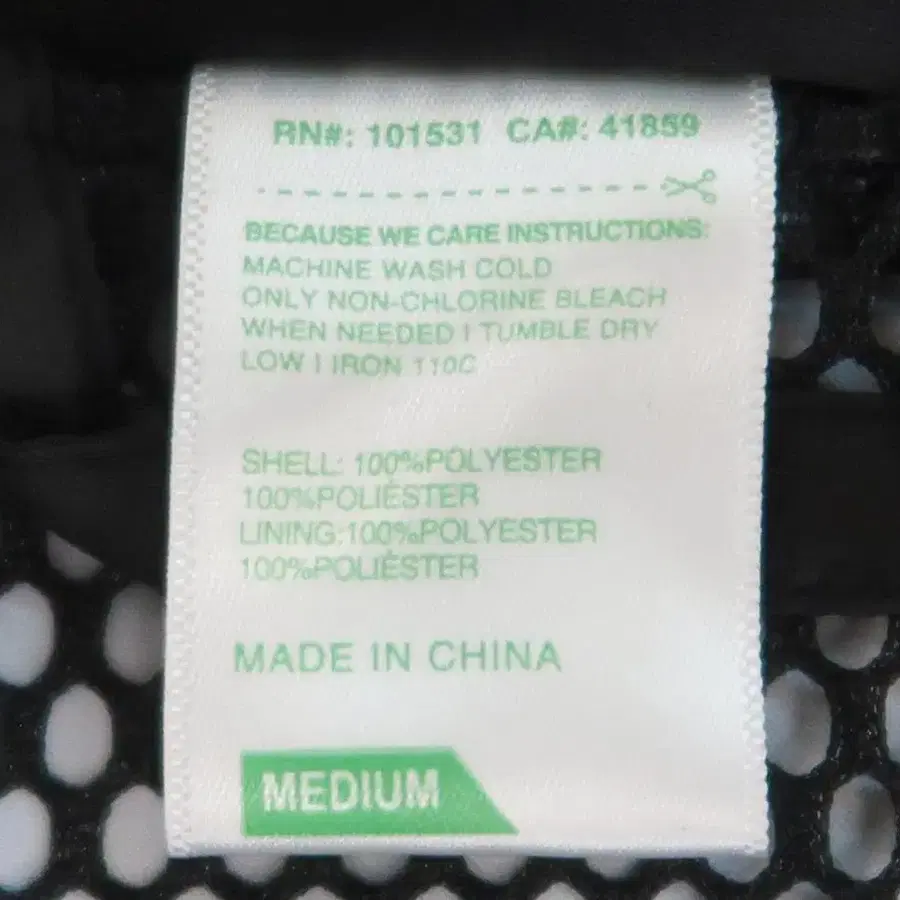 RN#: 101531 CA#: 41859
BECAUSE WE CARE INSTRUCTIONS:
MACHINE WASH COLD
ONLY NON-CHLORINE BLEACH
WHEN NEEDED I TUMBLE DRY
LOW I IRON 110C
SHELL: 100%POLYESTER
100%POLIÉSTER
LINING:100%POLYESTER
100%POLIÉSTER
MADE IN CHINA
MEDIUM